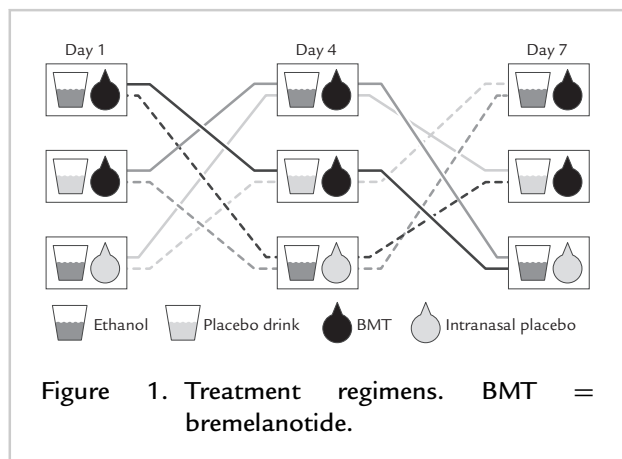 Day 1 Day 4 Day 7
Ethanol Placebo drink BMT Intranasal placebo
Figure 1. Treatment regimens. BMT =
bremelanotide.